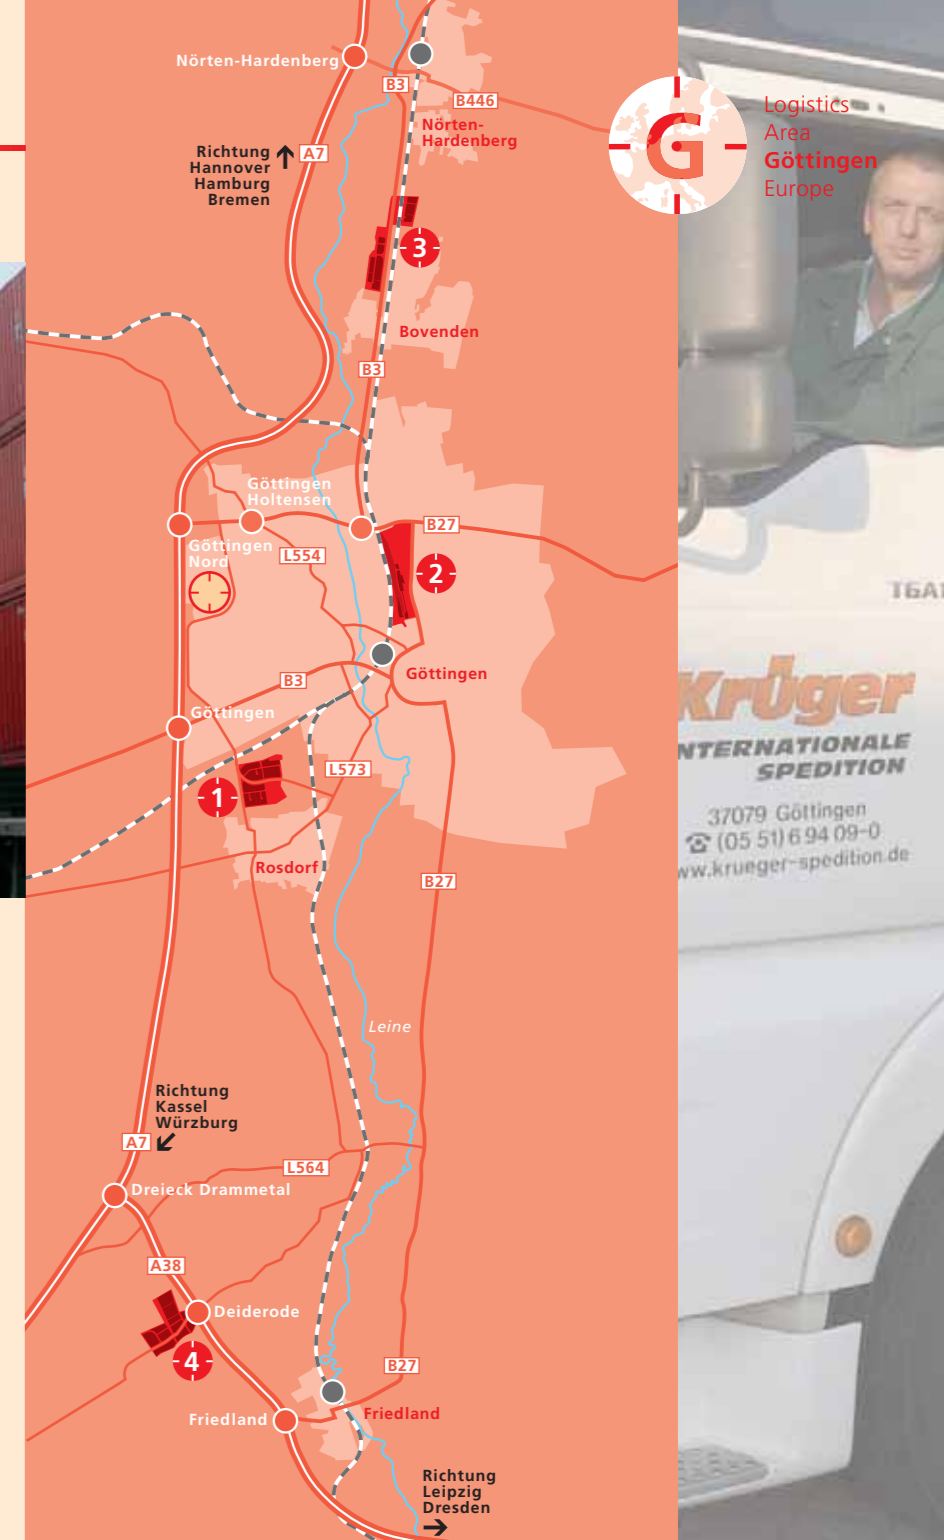 Nörten-Hardenberg
B3
B446
Nörten-
Hardenberg
Logistics
Area
Göttingen
Europe
G
Richtung
Hannover
Hamburg
Bremen
A7
3
Bovenden
B3
Göttingen
Holtensen
B27
Göttingen
Nord
L554
2
B3
Göttingen
Göttingen
L573
1
Rosdorf
B27
Leine
Richtung
Kassel
Würzburg
A7
L564
Dreieck Drammetal
A38
Deiderode
4
B27
Friedland
Friedland
Richtung
Leipzig
Dresden
Krüger
NTERNATIONALE
SPEDITION
37079 Göttingen
☎ (05 51) 6 94 09-0
ww.krueger-spedition.de